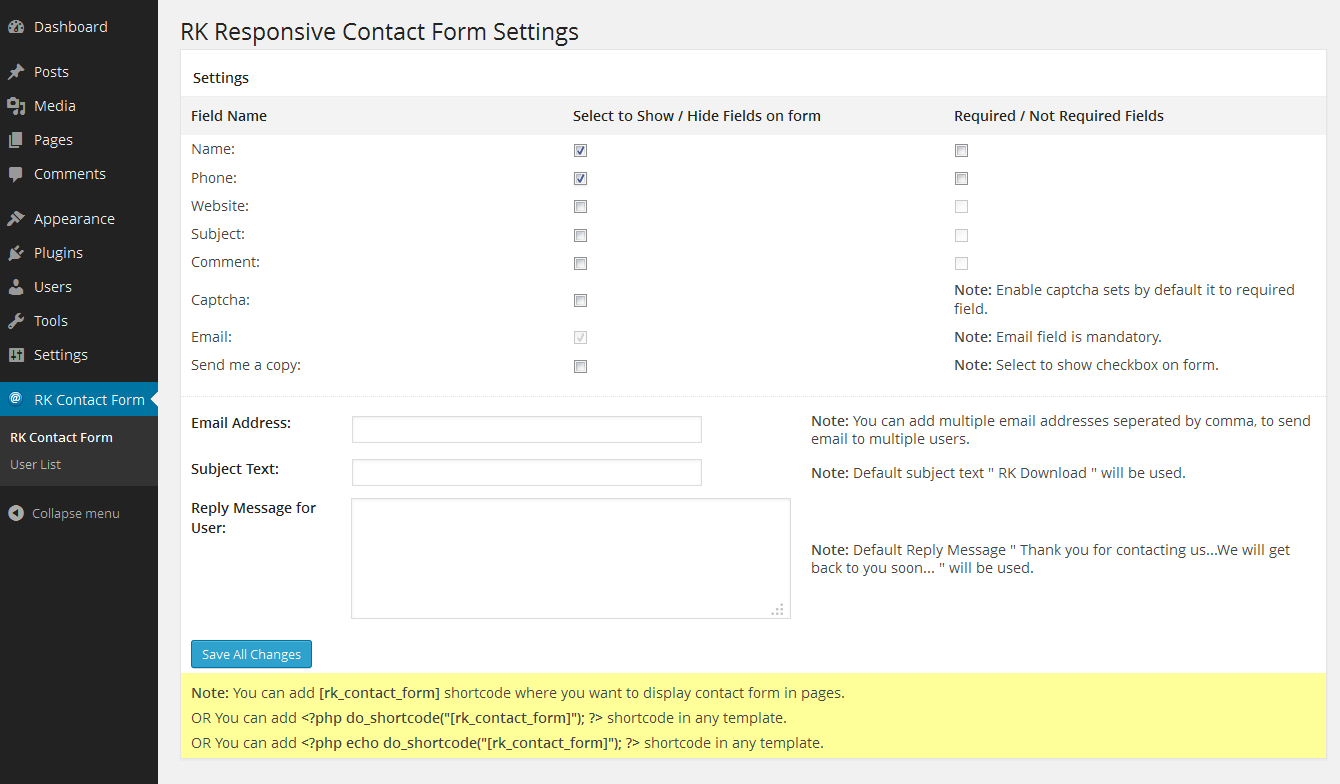 Dashboard
Posts
Media
Pages
Comments
Appearance
Plugins
Users
Tools
Settings
RK Contact Form
RK Contact Form
User List
Collapse menu
RK Responsive Contact Form Settings
Settings
Field Name Select to Show / Hide Fields on form Required / Not Required Fields
Name:
Phone:
Website:
Subject:
Comment:
Captcha:
Note: Enable captcha sets by default it to required
field.
Email: Note: Email field is mandatory.
Send me a copy: Note: Select to show checkbox on form.
Email Address:
Note: You can add multiple email addresses seperated by comma, to send
email to multiple users.
Subject Text: Note: Default subject text " RK Download " will be used.
Reply Message for
User:
Note: Default Reply Message " Thank you for contacting us...We will get
back to you soon... " will be used.
Save All Changes
Note: You can add [rk_contact_form] shortcode where you want to display contact form in pages.
OR You can add <?php do_shortcode("[rk_contact_form]"); ?> shortcode in any template.
OR You can add <?php echo do_shortcode("[rk_contact_form]"); ?> shortcode in any template.